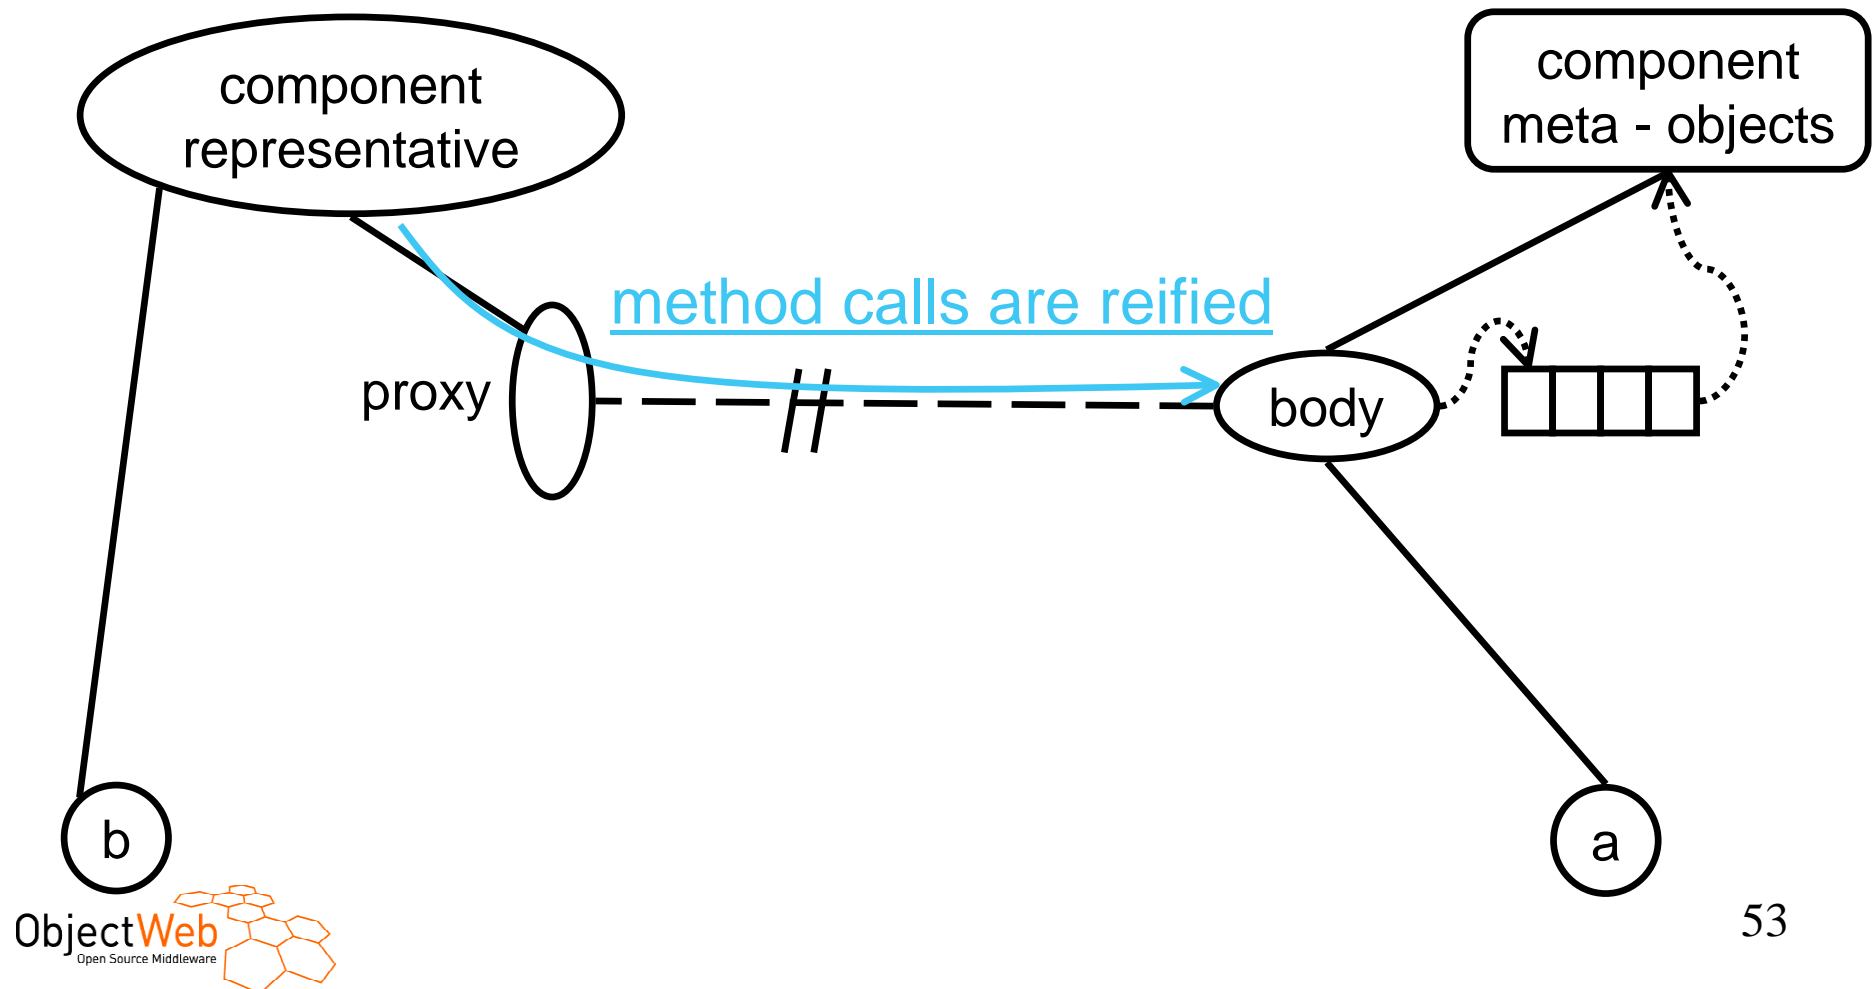 component
representative
component
meta - objects
method calls are reified
proxy
body
b
a
ObjectWeb
Open Source Middleware
53